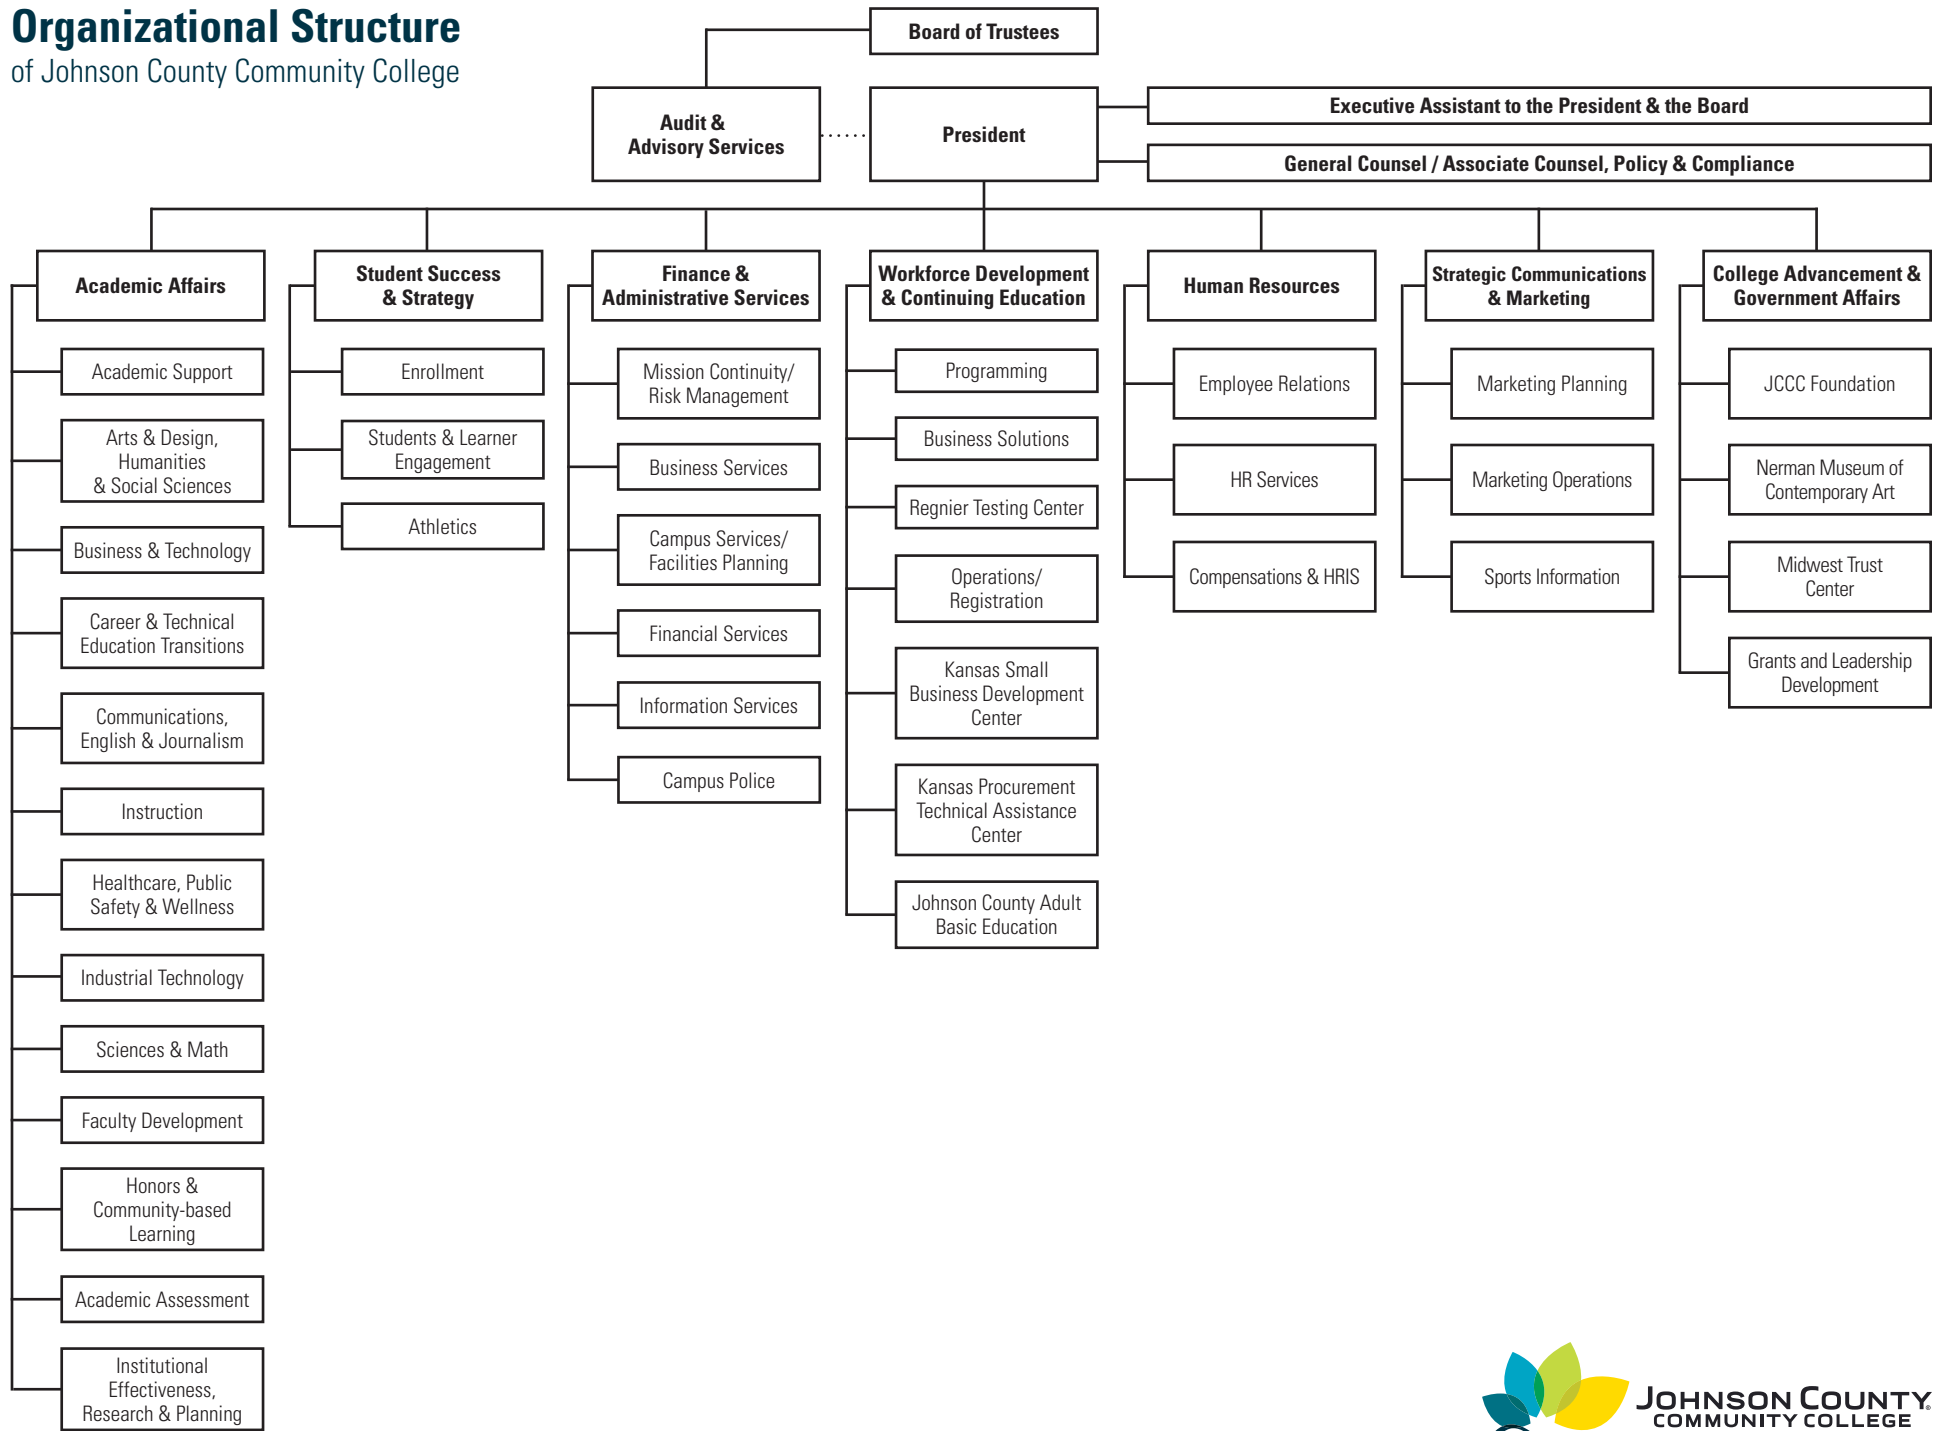 Organizational Structure
of Johnson County Community College
Board of Trustees
Audit &
Advisory Services
President
Executive Assistant to the President & the Board
General Counsel / Associate Counsel, Policy & Compliance
Academic Affairs
Academic Support
Arts & Design,
Humanities
& Social Sciences
Business & Technology
Career & Technical
Education Transitions
Communications,
English & Journalism
Instruction
Healthcare, Public
Safety & Wellness
Industrial Technology
Sciences & Math
Faculty Development
Honors &
Community-based
Learning
Academic Assessment
Institutional
Effectiveness,
Research & Planning
Student Success
& Strategy
Enrollment
Students & Learner
Engagement
Athletics
Finance &
Administrative Services
Mission Continuity/
Risk Management
Business Services
Campus Services/
Facilities Planning
Financial Services
Information Services
Campus Police
Workforce Development
& Continuing Education
Programming
Business Solutions
Regnier Testing Center
Operations/
Registration
Kansas Small
Business Development
Center
Kansas Procurement
Technical Assistance
Center
Johnson County Adult
Basic Education
Human Resources
Employee Relations
HR Services
Compensations & HRIS
Strategic Communications
& Marketing
Marketing Planning
Marketing Operations
Sports Information
College Advancement &
Government Affairs
JCCC Foundation
Nerman Museum of
Contemporary Art
Midwest Trust
Center
Grants and Leadership
Development
JOHNSON COUNTY®
COMMUNITY COLLEGE